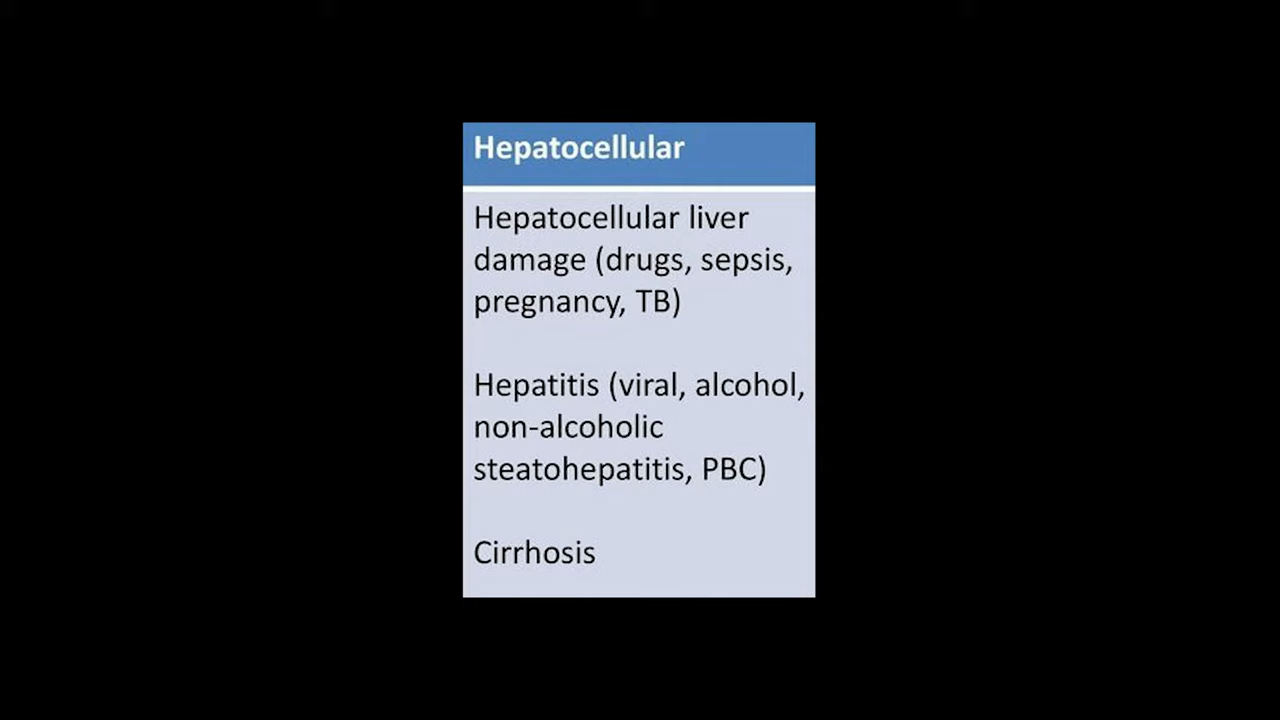 Hepatocellular
Hepatocellular liver
damage (drugs, sepsis,
pregnancy, TB)
Hepatitis (viral, alcohol,
non-alcoholic
steatohepatitis, PBC)
Cirrhosis